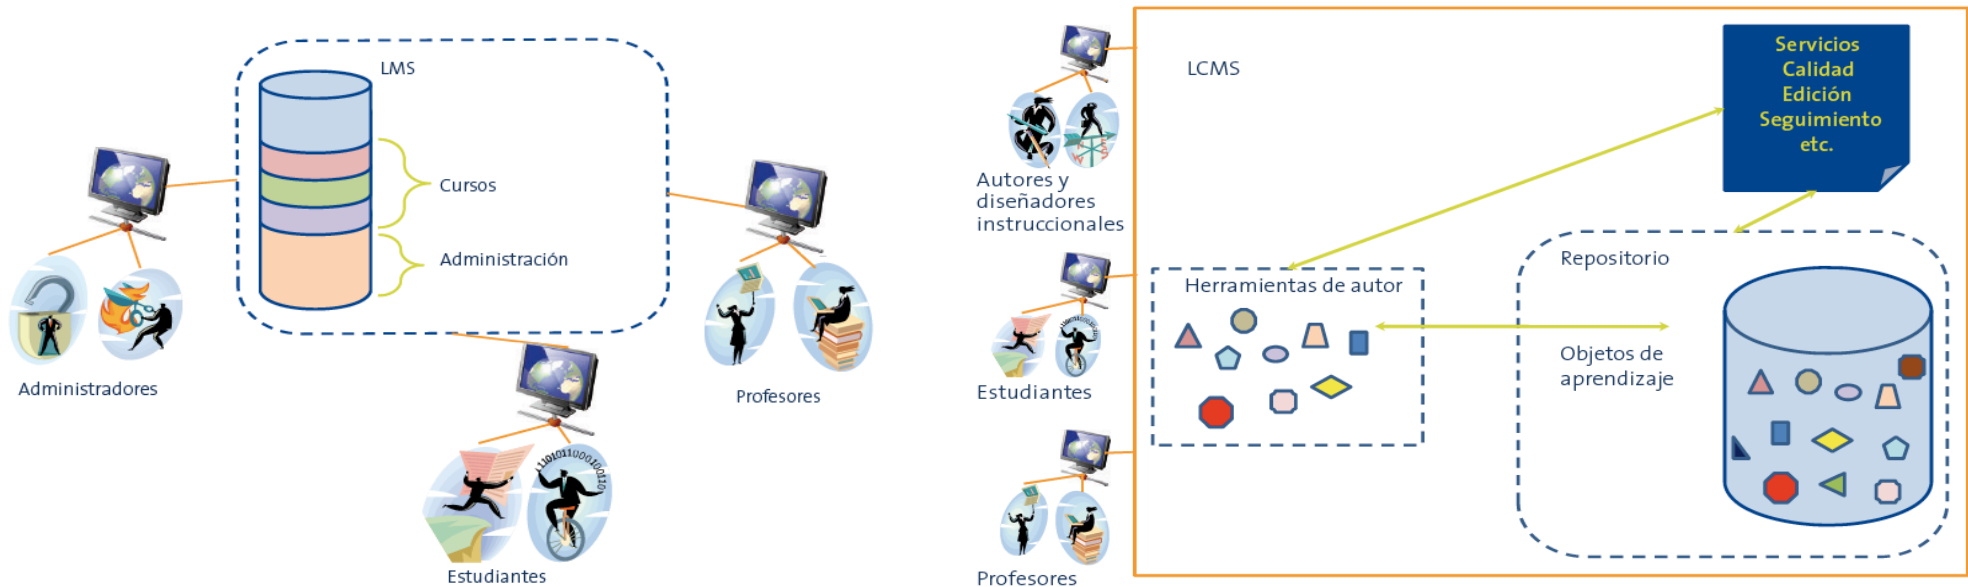 LMS
Cursos
Administración
Administradores
Profesores
110101100010011101
Estudiantes
LCMS
Servicios
Calidad
Edición
Seguimiento
etc.
Autores y
diseñadores
instruccionales
Estudiantes
Profesores
Herramientas de autor
Repositorio
Objetos de
aprendizaje